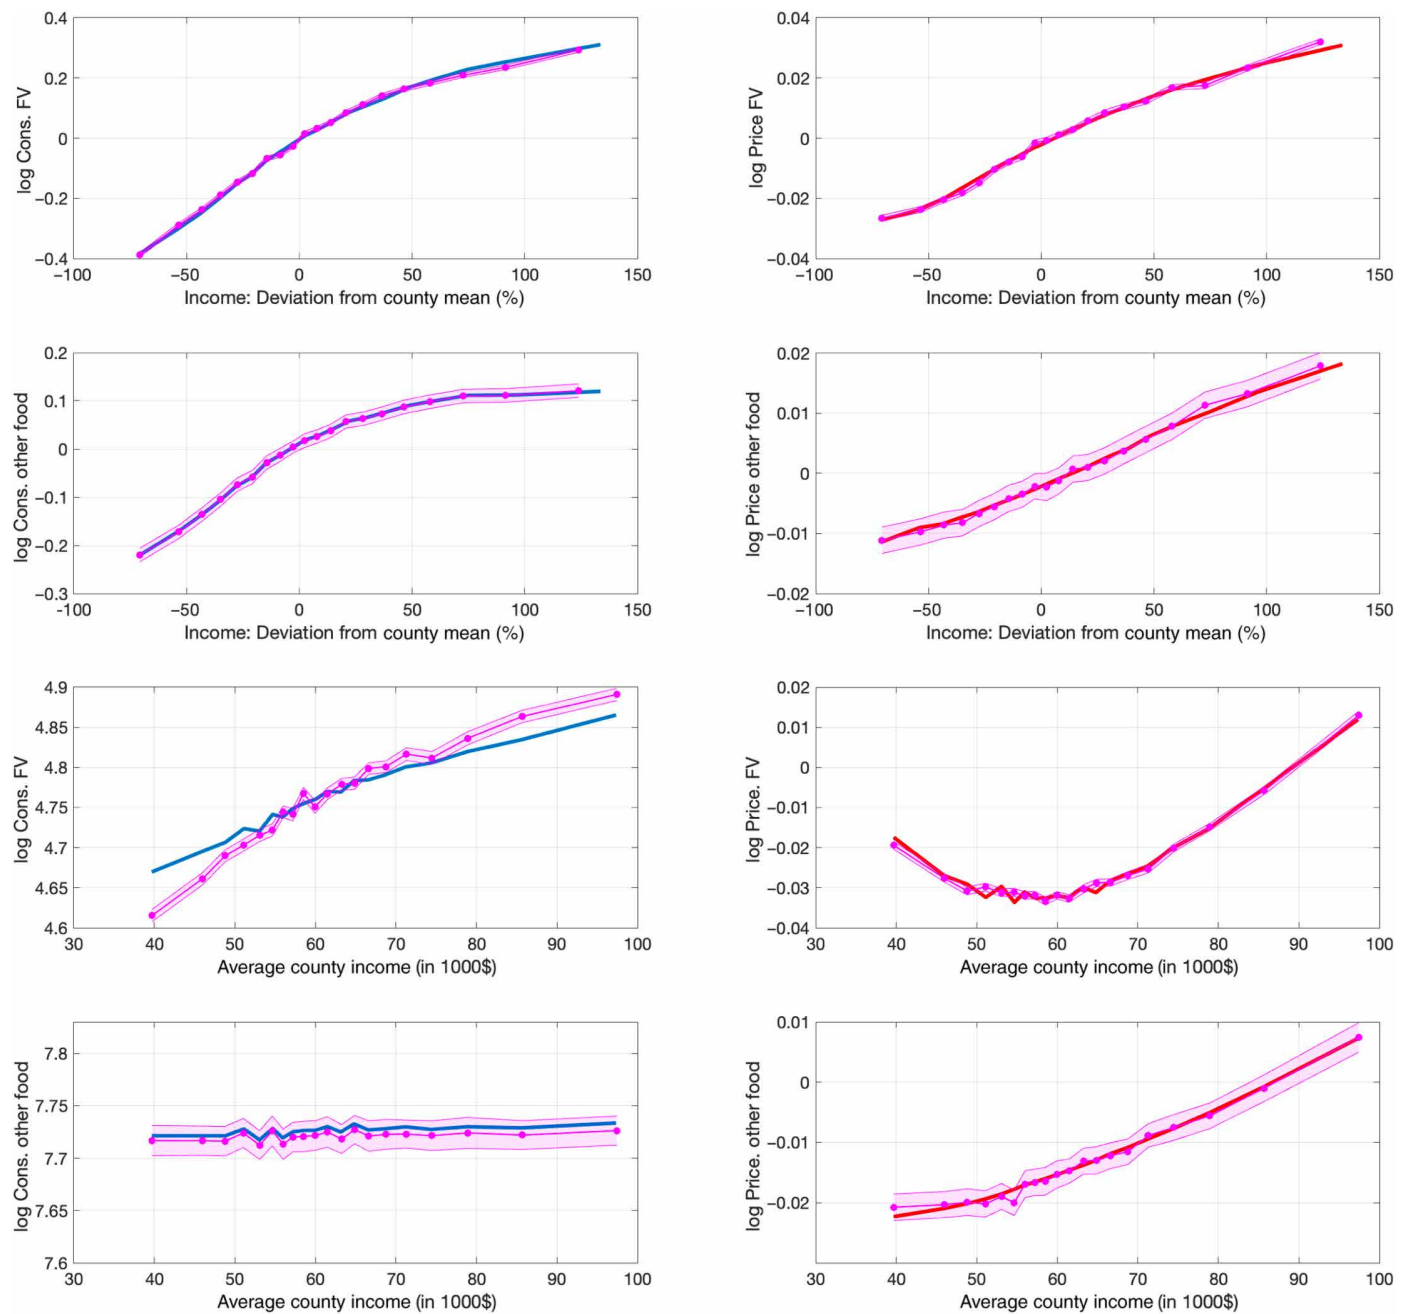 0.4
0.2
0
−0.2
−0.4
log Cons. FV
−100 −50 0 50 100 150
Income: Deviation from county mean (%)
0.04
0.02
0
−0.02
−0.04
log Price FV
−100 −50 0 50 100 150
Income: Deviation from county mean (%)
0.2
0.1
0
−0.1
−0.2
−0.3
log Cons. other food
−100 −50 0 50 100 150
Income: Deviation from county mean (%)
0.02
0.01
0
−0.01
−0.02
log Price other food
−100 −50 0 50 100 150
Income: Deviation from county mean (%)
4.9
4.85
4.8
4.75
4.7
4.65
4.6
log Cons. FV
30 40 50 60 70 80 90 100
Average county income (in 1000$)
0.02
0.01
0
−0.01
−0.02
−0.03
−0.04
log Price. FV
30 40 50 60 70 80 90 100
Average county income (in 1000$)
7.8
7.75
7.7
7.65
7.6
log Cons. other food
30 40 50 60 70 80 90 100
Average county income (in 1000$)
0.01
0
−0.01
−0.02
log Price. other food
30 40 50 60 70 80 90 100
Average county income (in 1000$)